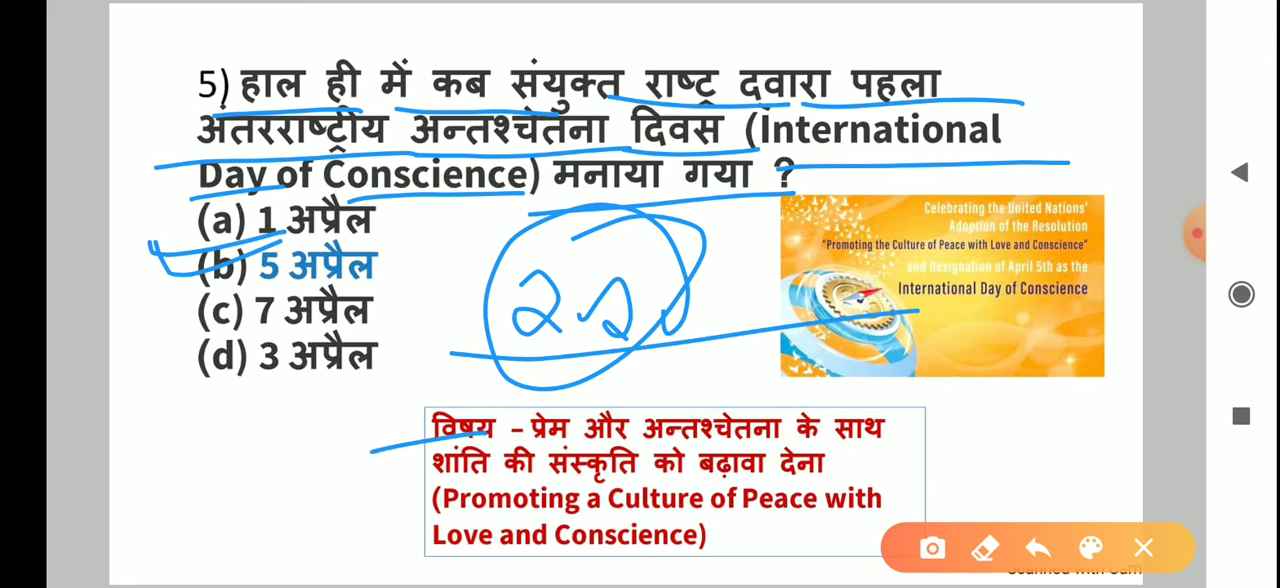 5) हाल ही में कब संयुक्त राष्ट्र दवारा पहला
अंतरराष्ट्रीय अन्तश्चेतना दिवस (International
Day of Conscience) मनाया गया ?
(a) 1 अप्रैल
(b) 5 अप्रैल
(c) 7 अप्रैल
(d) 3 अप्रैल
Celebrating the United Nations'
Adoption of the Resolution
"Promoting the Culture of Peace with Love and Conscience"
and Designation of April 5th as the
International Day of Conscience
विषय – प्रेम और अन्तश्चेतना के साथ
शांति की संस्कृति को बढ़ावा देना
(Promoting a Culture of Peace with
Love and Conscience)